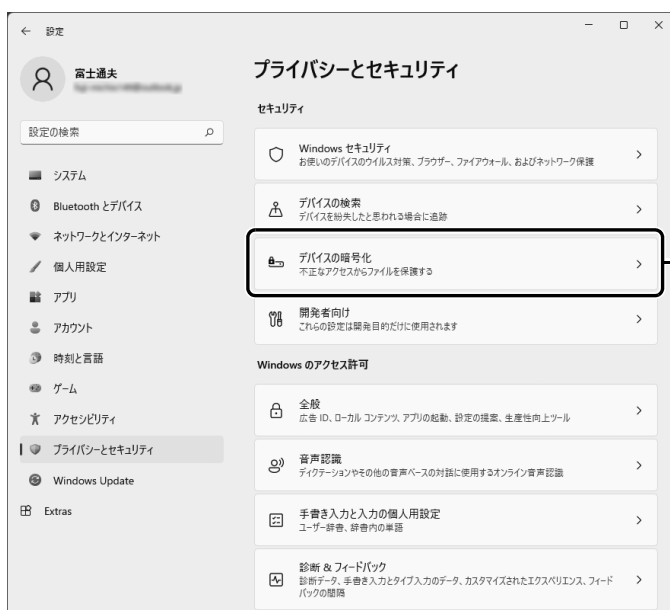 設定
富士通夫
設定の検索
システム
Bluetooth とデバイス
ネットワークとインターネット
個人用設定
アプリ
アカウント
時刻と言語
ゲーム
アクセシビリティ
プライバシーとセキュリティ
Windows Update
Extras
プライバシーとセキュリティ
セキュリティ
Windows セキュリティ
お使いのデバイスのウイルス対策、ブラウザー、ファイアウォール、およびネットワーク保護
デバイスの検索
デバイスを紛失したと思われる場合に追跡
デバイスの暗号化
不正なアクセスからファイルを保護する
開発者向け
これらの設定は開発目的だけに使用されます
Windows のアクセス許可
全般
広告 ID、ローカル コンテンツ、アプリの起動、設定の提案、生産性向上ツール
音声認識
ディクテーションやその他の音声ベースの対話に使用するオンライン音声認識
手書き入力と入力の個人用設定
ユーザー辞書、辞書内の単語
診断 & フィードバック
診断データ、手書き入力とタイプ入力のデータ、カスタマイズされたエクスペリエンス、フィード
バックの間隔